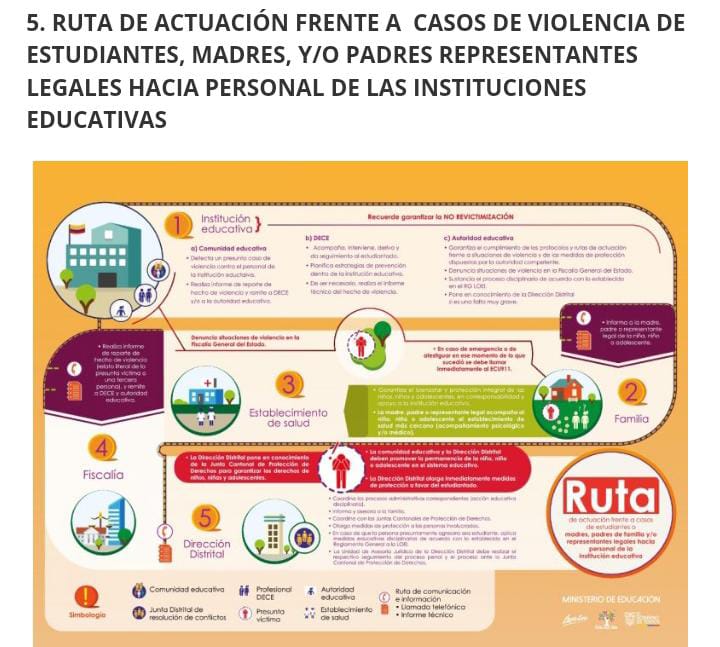 5. RUTA DE ACTUACIÓN FRENTE A CASOS DE VIOLENCIA DE
ESTUDIANTES, MADRES, Y/O PADRES REPRESENTANTES
LEGALES HACIA PERSONAL DE LAS INSTITUCIONES
EDUCATIVAS
1
Institución
educativa
Recuerde garantizar la NO REVICTIMIZACIÓN
a) Comunidad educativa
• Detecta un presunto caso de
violencia contra el personal de
la institución educativa.
• Realiza informe de reporte de
hecho de violencia y remite a DECE
y/o a la autoridad educativa.
b) DECE
• Acompaña, interviene, deriva y
da seguimiento al estudiantado.
• Planifica estrategias de prevención
dentro de la institución educativa.
• De ser necesario, realiza el informe
técnico del hecho de violencia.
c) Autoridad educativa
• Garantiza el cumplimiento de los protocolos y rutas de actuación
frente a situaciones de violencia y de las medidas de protección
dispuestas por la autoridad competente.
• Denuncia situaciones de violencia en la Fiscalía General del Estado.
• Sustancia el proceso disciplinario de acuerdo con lo establecido
en el RG LOEI.
• Pone en conocimiento de la Dirección Distrital
si es una falta muy grave.
• Informa a la madre,
padre o representante
legal de la niña, niño
o adolescente.
Denuncia situaciones de violencia en la
Fiscalía General del Estado.
• En caso de emergencia o de
atestiguar en ese momento de lo que
sucedió se debe llamar
inmediatamente al ECU911.
• Realiza informe
de reporte de
hecho de violencia
(relato literal de la
presunta víctima o
una tercera
persona), y remite
a DECE y autoridad
educativa.
2
Familia
3
Establecimiento
de salud
• Garantiza el bienestar y protección integral de las
niñas, niños y adolescentes, en corresponsabilidad y
apoyo a la institución educativa.
• La madre, padre o representante legal acompaña al
niño, niña o adolescente al establecimiento de
salud más cercano (acompañamiento psicológico
y/o médico).
4
Fiscalía
• La Dirección Distrital pone en conocimiento
de la Junta Cantonal de Protección de
Derechos para garantizar los derechos de
niños, niñas y adolescentes.
• La comunidad educativa y la Dirección Distrital
deben promover la permanencia de la niña, niño
o adolescente en el sistema educativo.
• La Dirección Distrital otorga inmediatamente medidas
de protección a favor del estudiantado.
5
Dirección
Distrital
• Coordina los procesos administrativos correspondientes (acción educativa
disciplinaria).
• Informa y asesora a la familia.
• Coordina con las Juntas Cantonales de Protección de Derechos.
• Otorga medidas de protección a las personas involucradas.
• En caso de que la persona presuntamente agresora sea estudiante, aplica
medidas educativas disciplinarias de acuerdo con lo establecido en el
Reglamento General a la LOEI.
• La Unidad de Asesoría Jurídica de la Dirección Distrital debe realizar el
respectivo seguimiento del proceso penal y el proceso ante la Junta
Cantonal de Protección de Derechos.
Ruta
de actuación frente a casos
de estudiantes o
madres, padres de familia y/o
representantes legales hacia
personal de la
institución educativa
Simbología
Comunidad educativa
Junta Distrital de
resolución de conflictos
Profesional
DECE
Presunta
víctima
Autoridad
educativa
Establecimiento
de salud
Ruta de comunicación
e información
• Llamada telefónica
• Informe técnico
MINISTERIO DE EDUCACIÓN